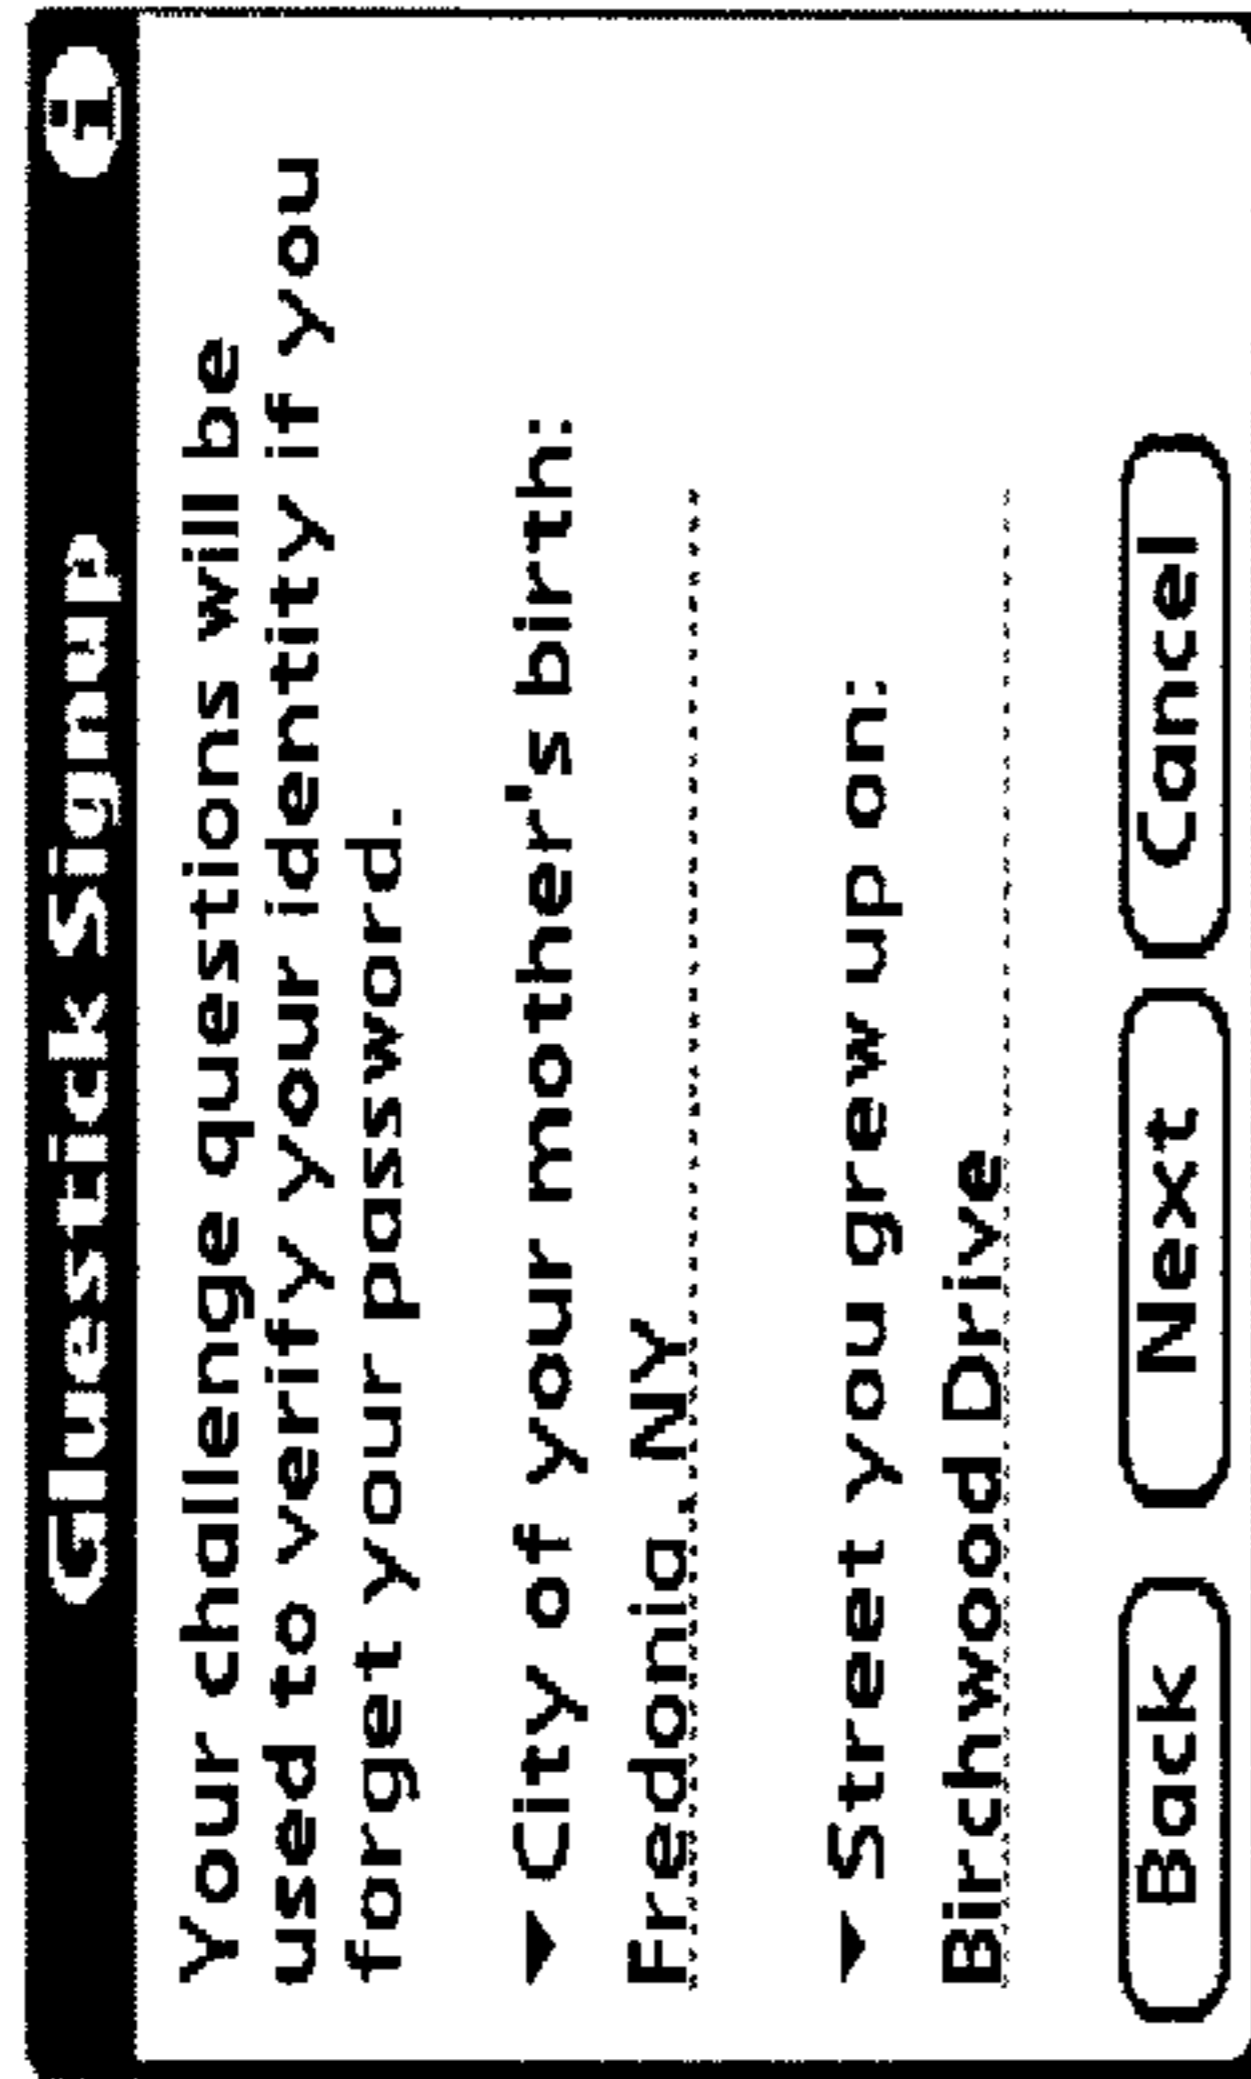 Gluestick Signup i
Your challenge questions will be
used to verify your identity if you
forget your password.
City of your mother's birth:
Fredonia, NY
Street you grew up on:
Birchwood Drive
Back Next Cancel